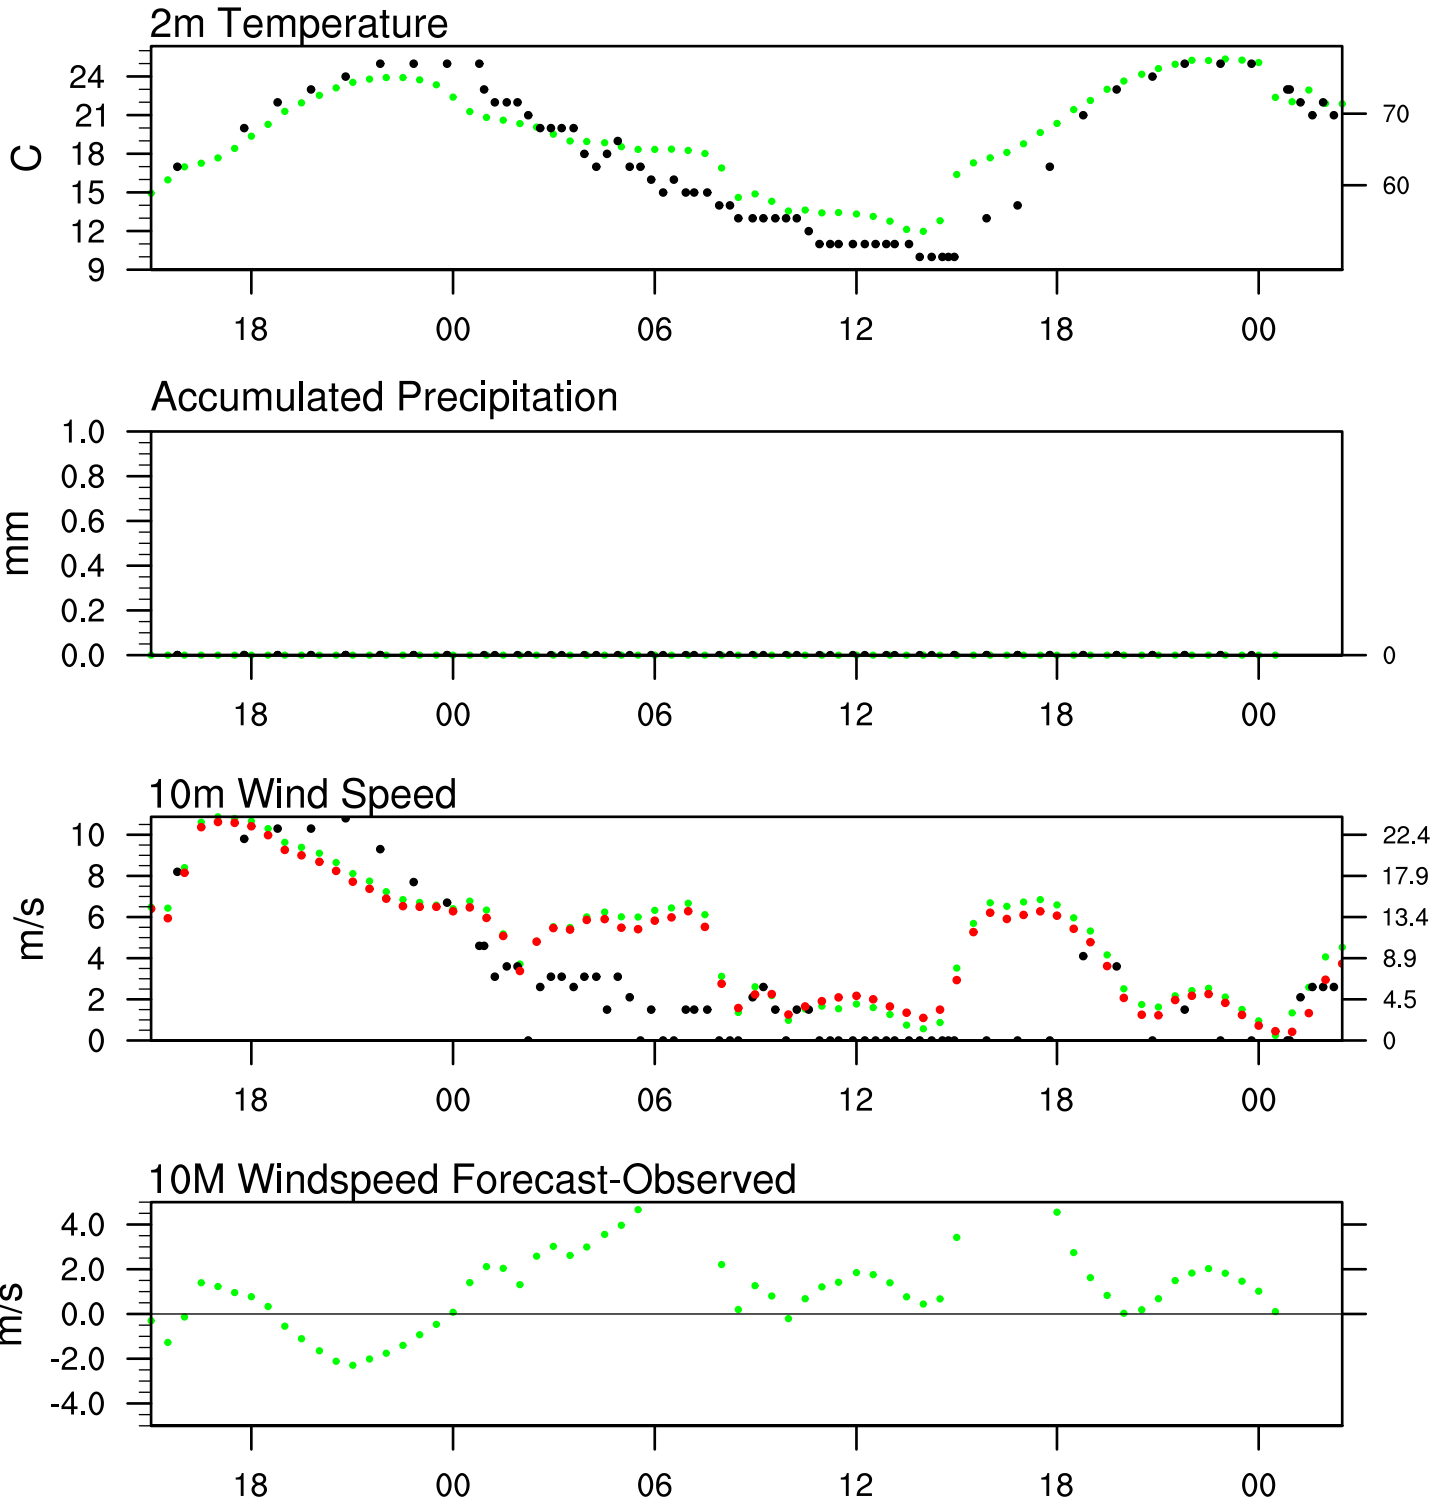 2m Temperature
24
21
18
15
12
9
C
70
60
18 00 06 12 18 00
Accumulated Precipitation
1.0
0.8
0.6
0.4
0.2
0.0
mm
0
18 00 06 12 18 00
10m Wind Speed
10
8
6
4
2
0
m/s
22.4
17.9
13.4
8.9
4.5
0
18 00 06 12 18 00
10M Windspeed Forecast-Observed
4.0
2.0
0.0
-2.0
-4.0
m/s
18 00 06 12 18 00